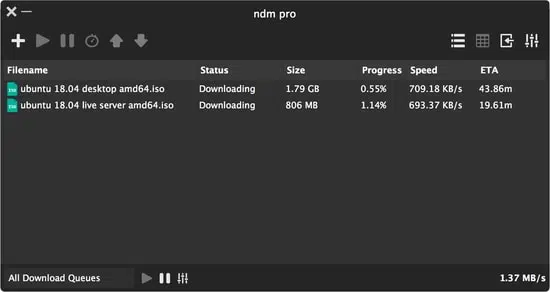 ndm pro
Filename Status Size Progress Speed ETA
ubuntu 18.04 desktop amd64.iso Downloading 1.79 GB 0.55% 709.18 KB/s 43.86m
ubuntu 18.04 live server amd64.iso Downloading 806 MB 1.14% 693.37 KB/s 19.61m
All Download Queues 1.37 MB/s